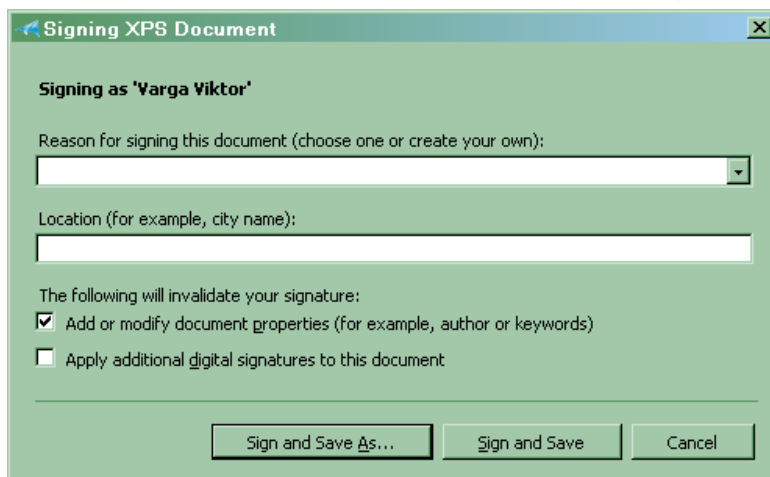 Signing XPS Document
Signing as 'Varga Viktor'
Reason for signing this document (choose one or create your own):
Location (for example, city name):
The following will invalidate your signature:
Add or modify document properties (for example, author or keywords)
Apply additional digital signatures to this document
Sign and Save As... Sign and Save Cancel